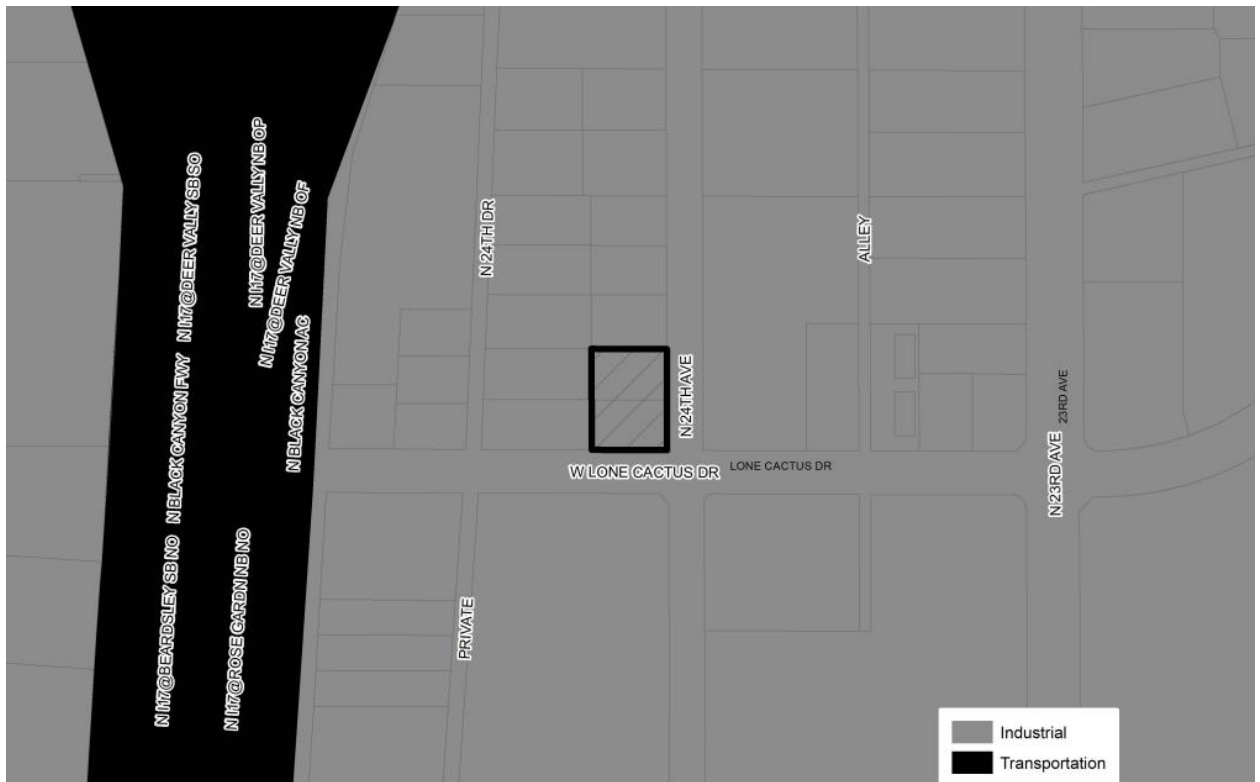 N I17@DEER VALLY SB SO
N I17@DEER VALLY NB OP
N I17@DEER VALLY NB OF
N BLACK CANYON FWY
N BLACK CANYON AC
N I17@BEARDSLEY SB NO
N I17@ROSE GARDN NB NO
N 24TH DR
PRIVATE
N 24TH AVE
W LONE CACTUS DR
LONE CACTUS DR
ALLEY
23RD AVE
N 23RD AVE
Industrial
Transportation